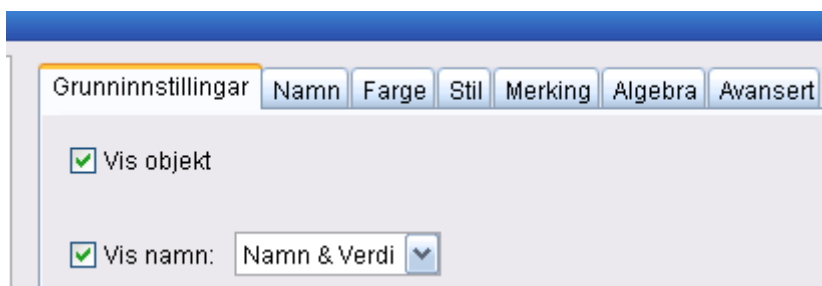 Grunninnstillingar Namn Farge Stil Merking Algebra Avansert
Vis objekt
Vis namn: Namn & Verdi